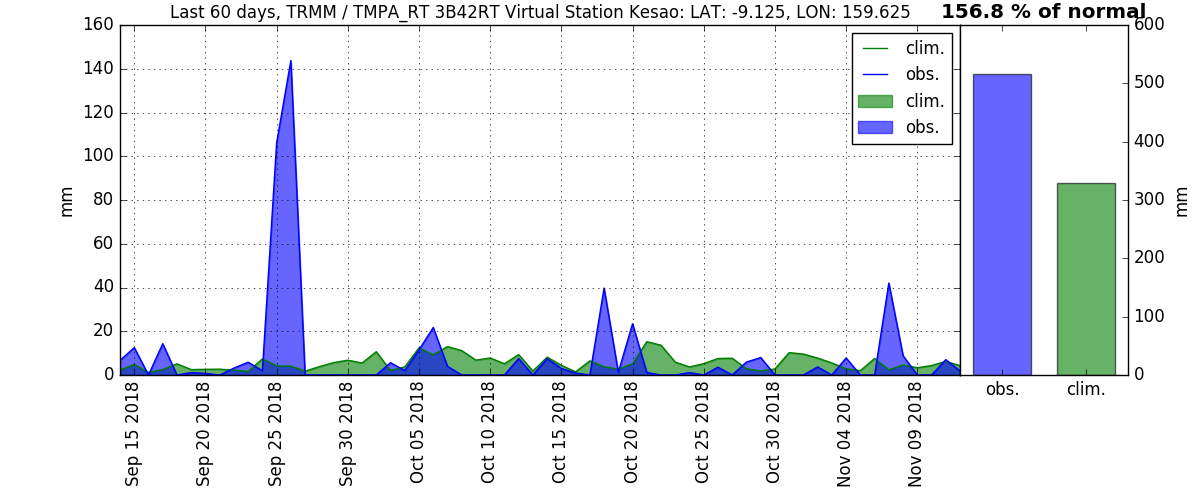 Last 60 days, TRMM / TMPA_RT 3B42RT Virtual Station Kesao: LAT: -9.125, LON: 159.625
156.8 % of normal
160
140
120
100
80
60
40
20
0
mm
clim.
obs.
clim.
obs.
600
500
400
300
200
100
0
mm
obs.
clim.
Sep 15 2018
Sep 20 2018
Sep 25 2018
Sep 30 2018
Oct 05 2018
Oct 10 2018
Oct 15 2018
Oct 20 2018
Oct 25 2018
Oct 30 2018
Nov 04 2018
Nov 09 2018